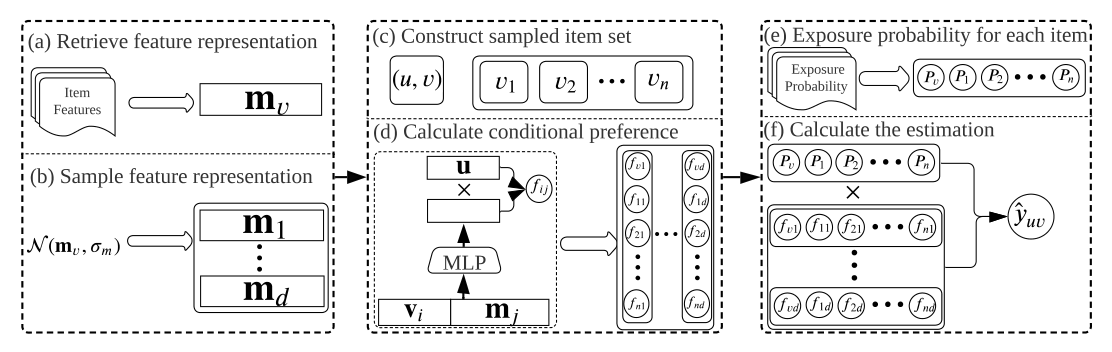 (a) Retrieve feature representation
Item
Features
m_v
(b) Sample feature representation
𝒩(m_v, σ_m)
m_1
⋮
m_d
(c) Construct sampled item set
(u, v)
v_1 v_2 ••• v_n
(d) Calculate conditional preference
u
×
f_ij
MLP
v_i m_j
f_v1 f_vd
f_11 f_1d
f_21 ••• f_2d
⋮ ⋮
f_n1 f_nd
(e) Exposure probability for each item
Exposure
Probability
P_v P_1 P_2 ••• P_n
(f) Calculate the estimation
P_v P_1 P_2 ••• P_n
×
f_v1 f_11 f_21 ••• f_n1
⋮
f_vd f_1d f_2d ••• f_nd
ŷ_uv